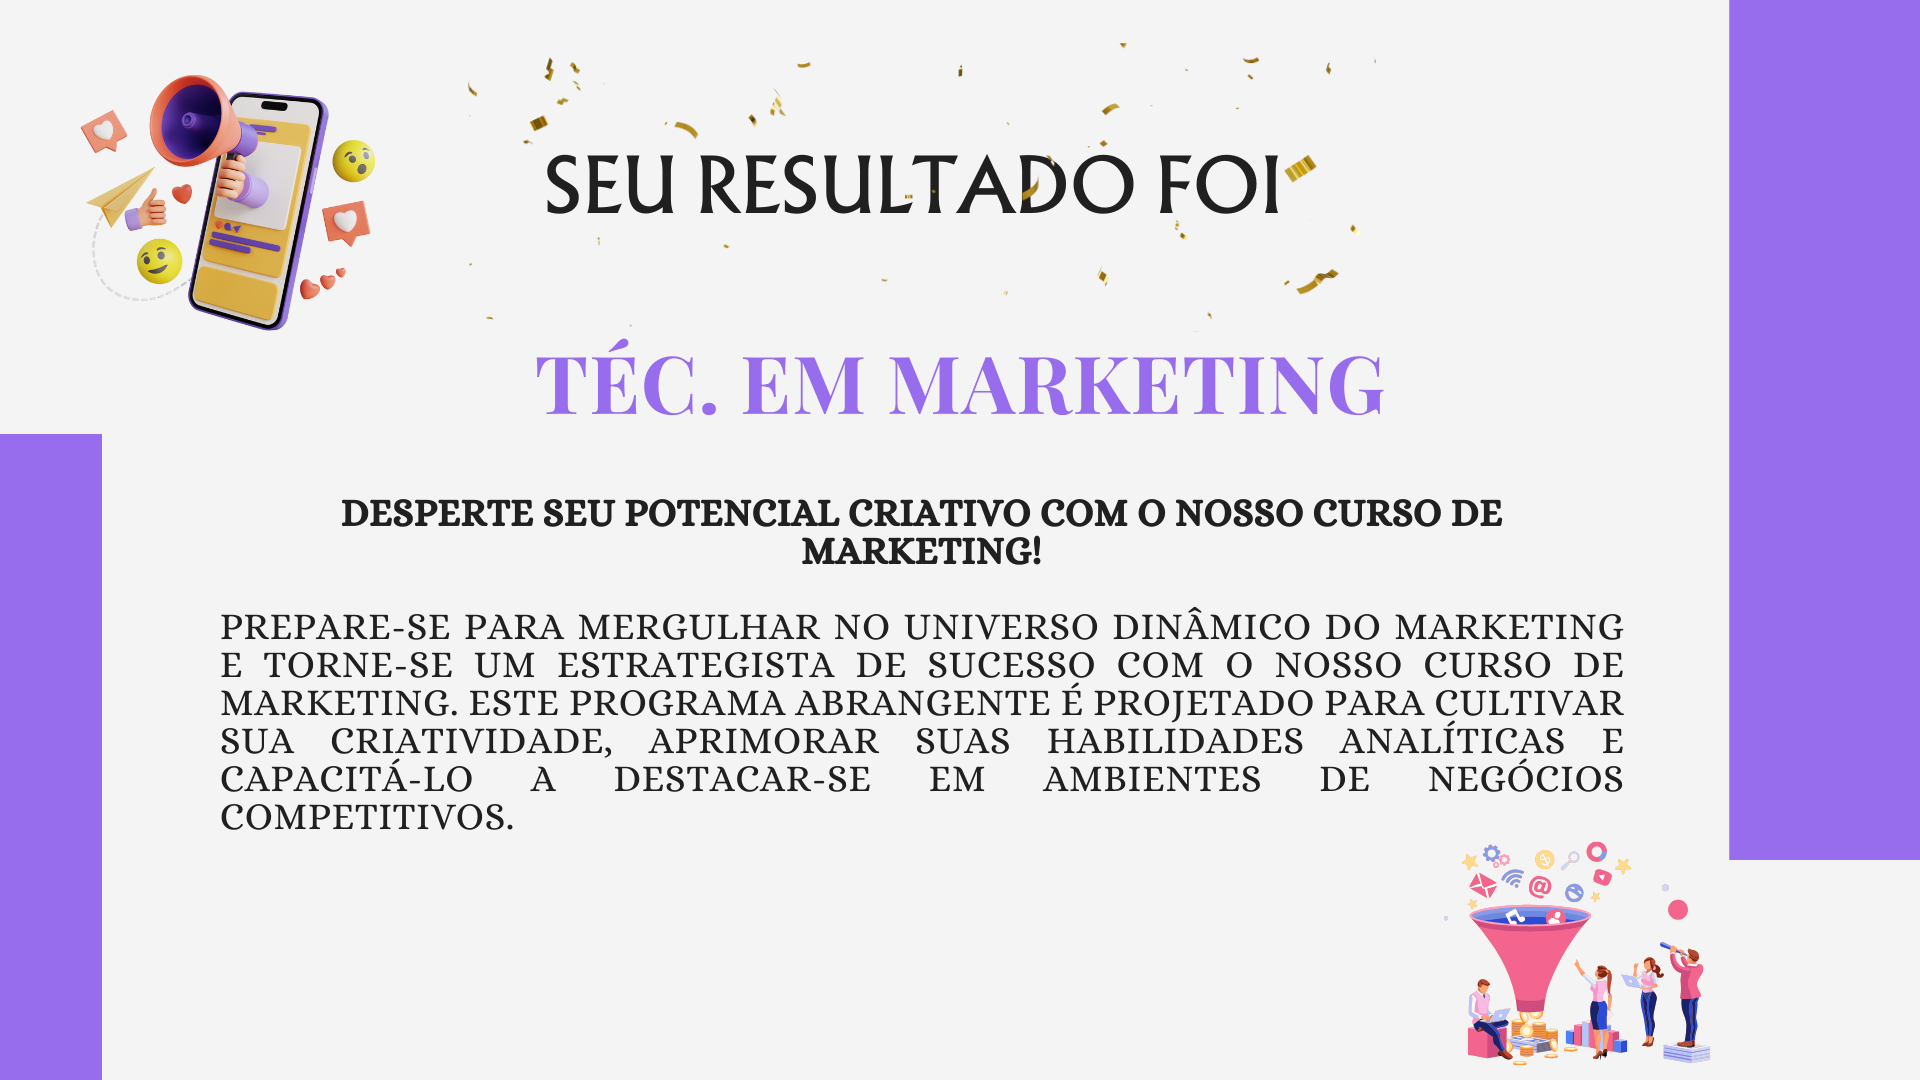 SEU RESULTADO FOI
TÉC. EM MARKETING
DESPERTE SEU POTENCIAL CRIATIVO COM O NOSSO CURSO DE
MARKETING!
PREPARE-SE PARA MERGULHAR NO UNIVERSO DINÂMICO DO MARKETING
E TORNE-SE UM ESTRATEGISTA DE SUCESSO COM O NOSSO CURSO DE
MARKETING. ESTE PROGRAMA ABRANGENTE É PROJETADO PARA CULTIVAR
SUA CRIATIVIDADE, APRIMORAR SUAS HABILIDADES ANALÍTICAS E
CAPACITÁ-LO A DESTACAR-SE EM AMBIENTES DE NEGÓCIOS
COMPETITIVOS.